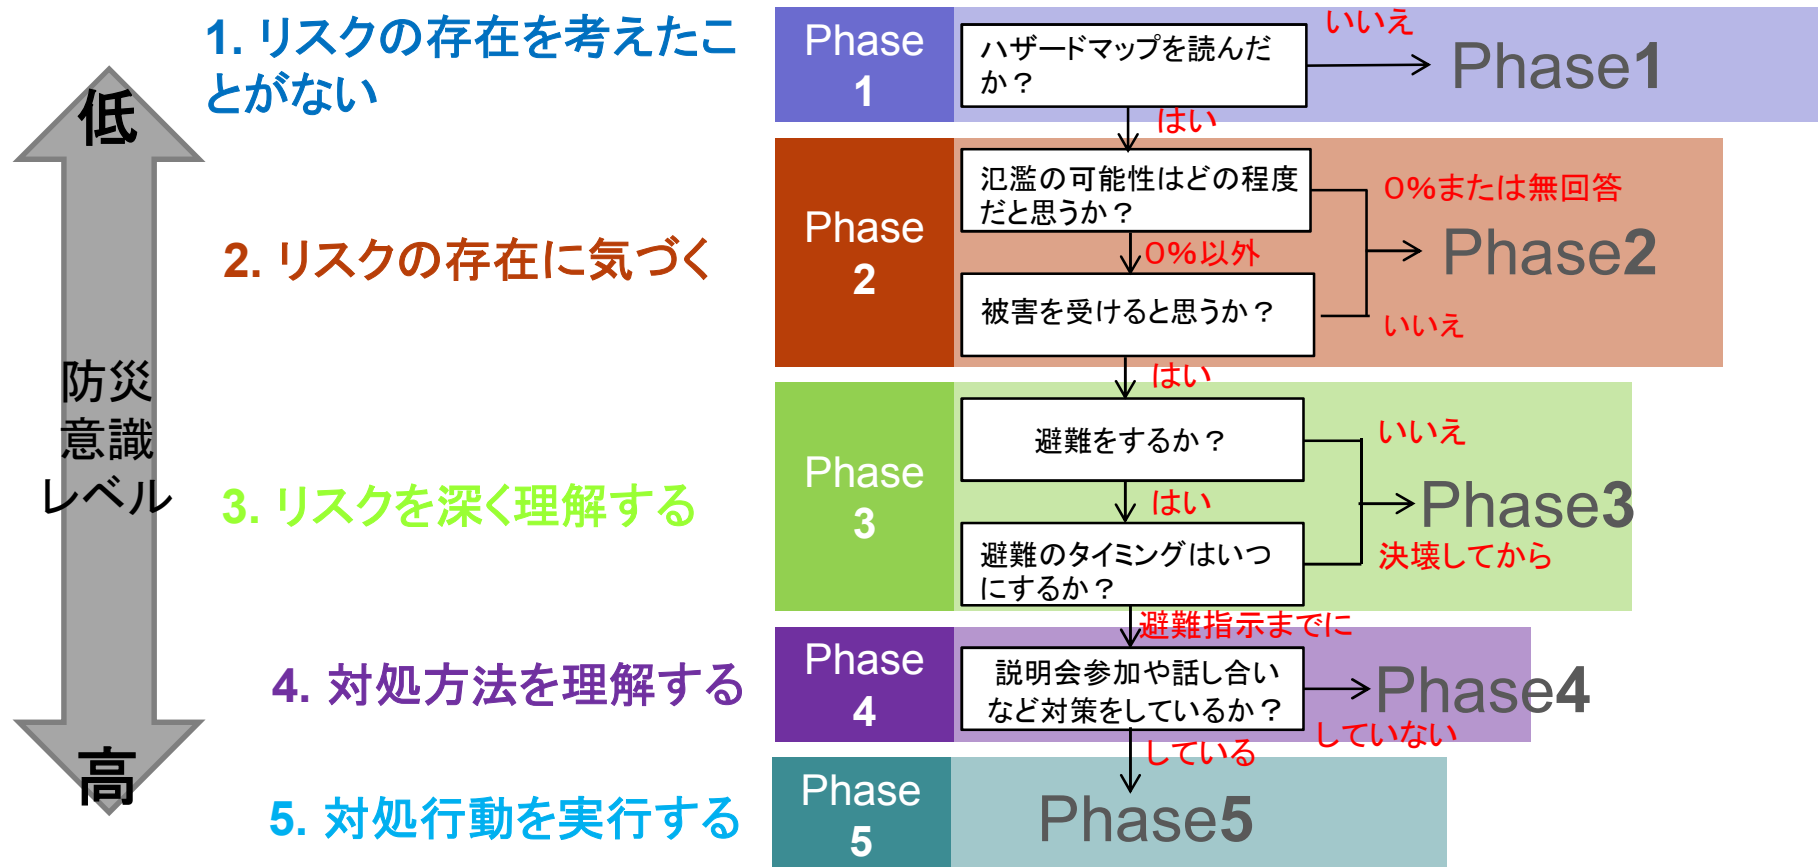 低
防災
意識
レベル
高
1. リスクの存在を考えたこ
とがない
2. リスクの存在に気づく
3. リスクを深く理解する
4. 対処方法を理解する
5. 対処行動を実行する
Phase
1
ハザードマップを読んだ
か？
いいえ
Phase1
はい
Phase
2
氾濫の可能性はどの程度
だと思うか？
0%または無回答
0%以外
Phase2
被害を受けると思うか？
いいえ
はい
Phase
3
避難をするか？
いいえ
はい
Phase3
避難のタイミングはいつ
にするか？
決壊してから
避難指示までに
Phase
4
説明会参加や話し合い
など対策をしているか？
Phase4
していない
している
Phase
5
Phase5